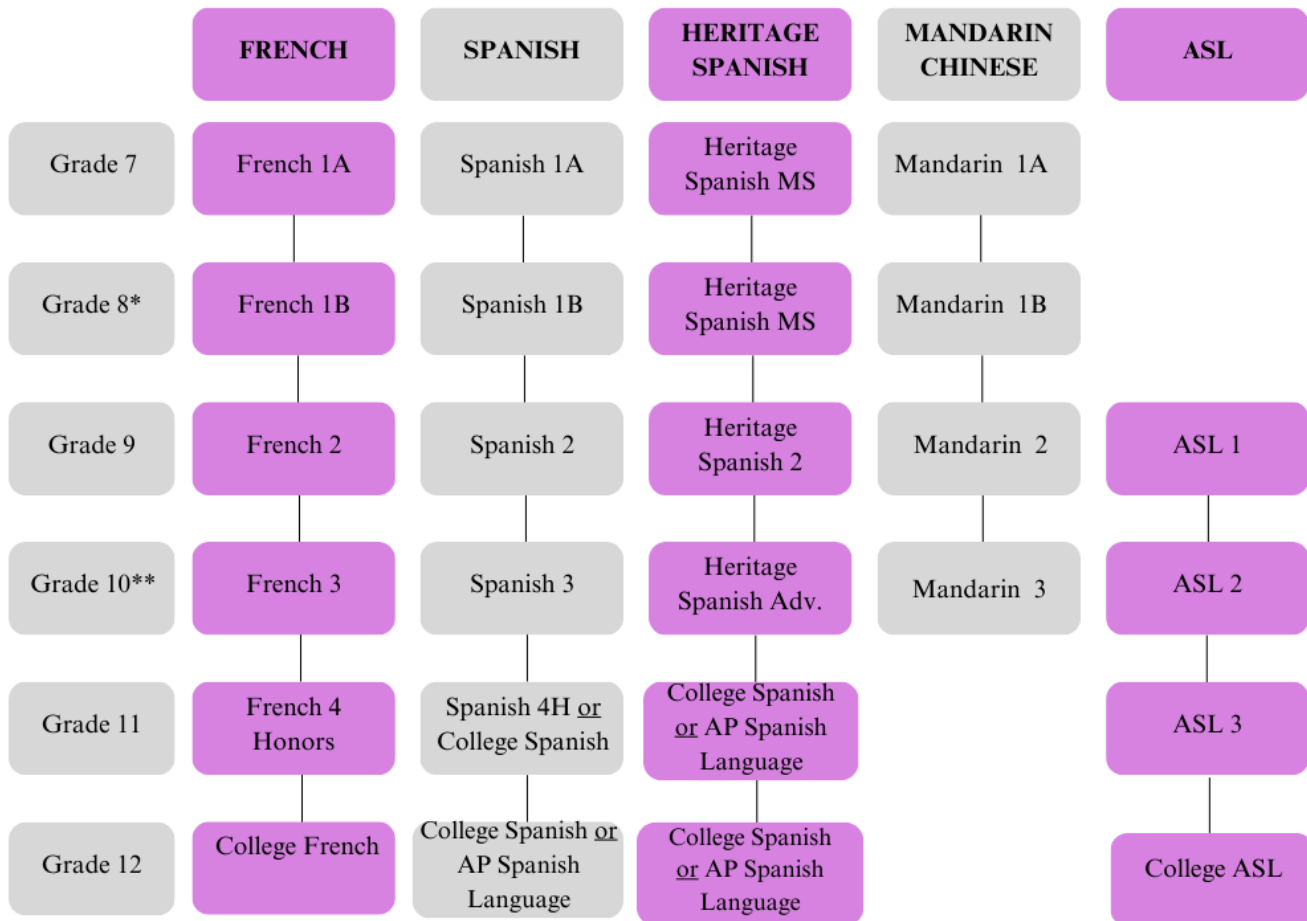 FRENCH
SPANISH
HERITAGE
SPANISH
MANDARIN
CHINESE
ASL
Grade 7
French 1A
Spanish 1A
Heritage
Spanish MS
Mandarin 1A
Grade 8*
French 1B
Spanish 1B
Heritage
Spanish MS
Mandarin 1B
Grade 9
French 2
Spanish 2
Heritage
Spanish 2
Mandarin 2
ASL 1
Grade 10**
French 3
Spanish 3
Heritage
Spanish Adv.
Mandarin 3
ASL 2
Grade 11
French 4
Honors
Spanish 4H or
College Spanish
College Spanish
or AP Spanish
Language
ASL 3
Grade 12
College French
College Spanish or
AP Spanish
Language
College Spanish
or AP Spanish
Language
College ASL